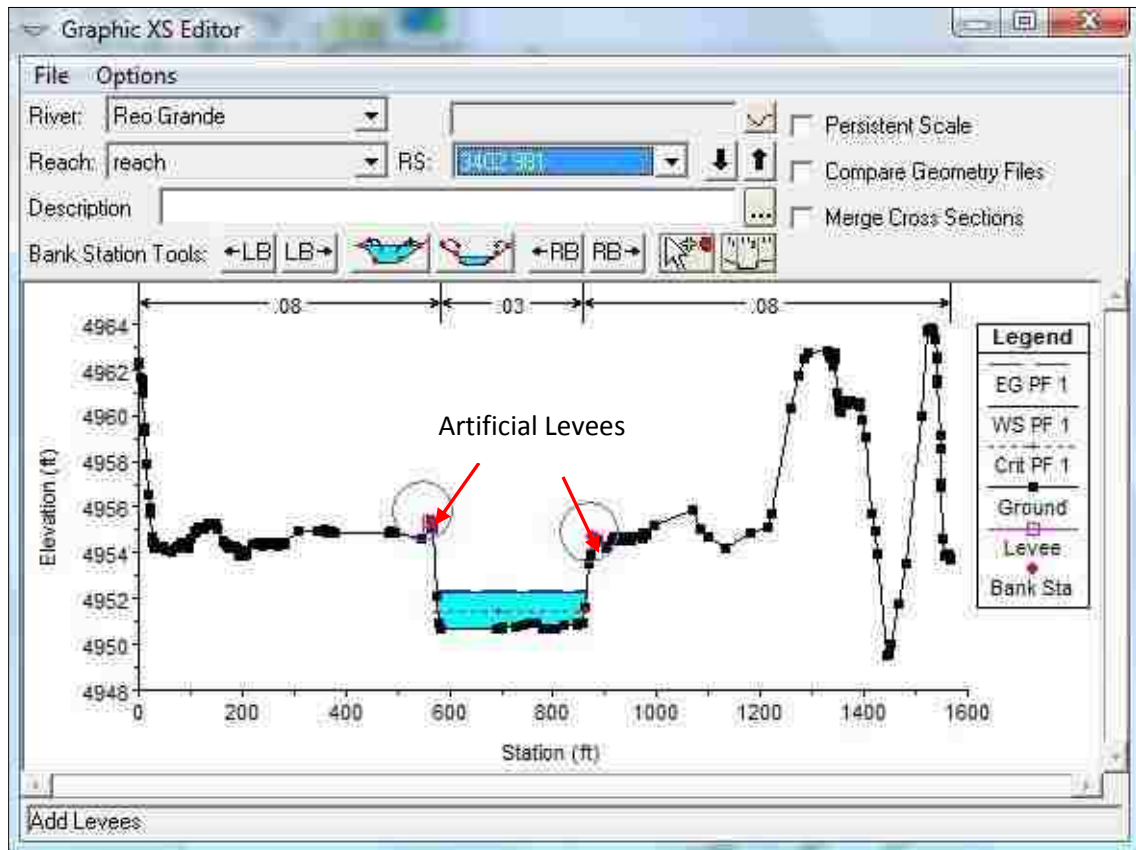 Graphic XS Editor
File Options
River: Reo Grande
Persistent Scale
Reach: reach RS: 3402.981
Compare Geometry Files
Description ...
Merge Cross Sections
Bank Station Tools: LB LB RB RB
.08 .03 .08
Legend
EG PF 1
WS PF 1
Crit PF 1
Ground
Levee
Bank Sta
Artificial Levees
Elevation (ft)
4964
4962
4960
4958
4956
4954
4952
4950
4948
0 200 400 600 800 1000 1200 1400 1600
Station (ft)
Add Levees